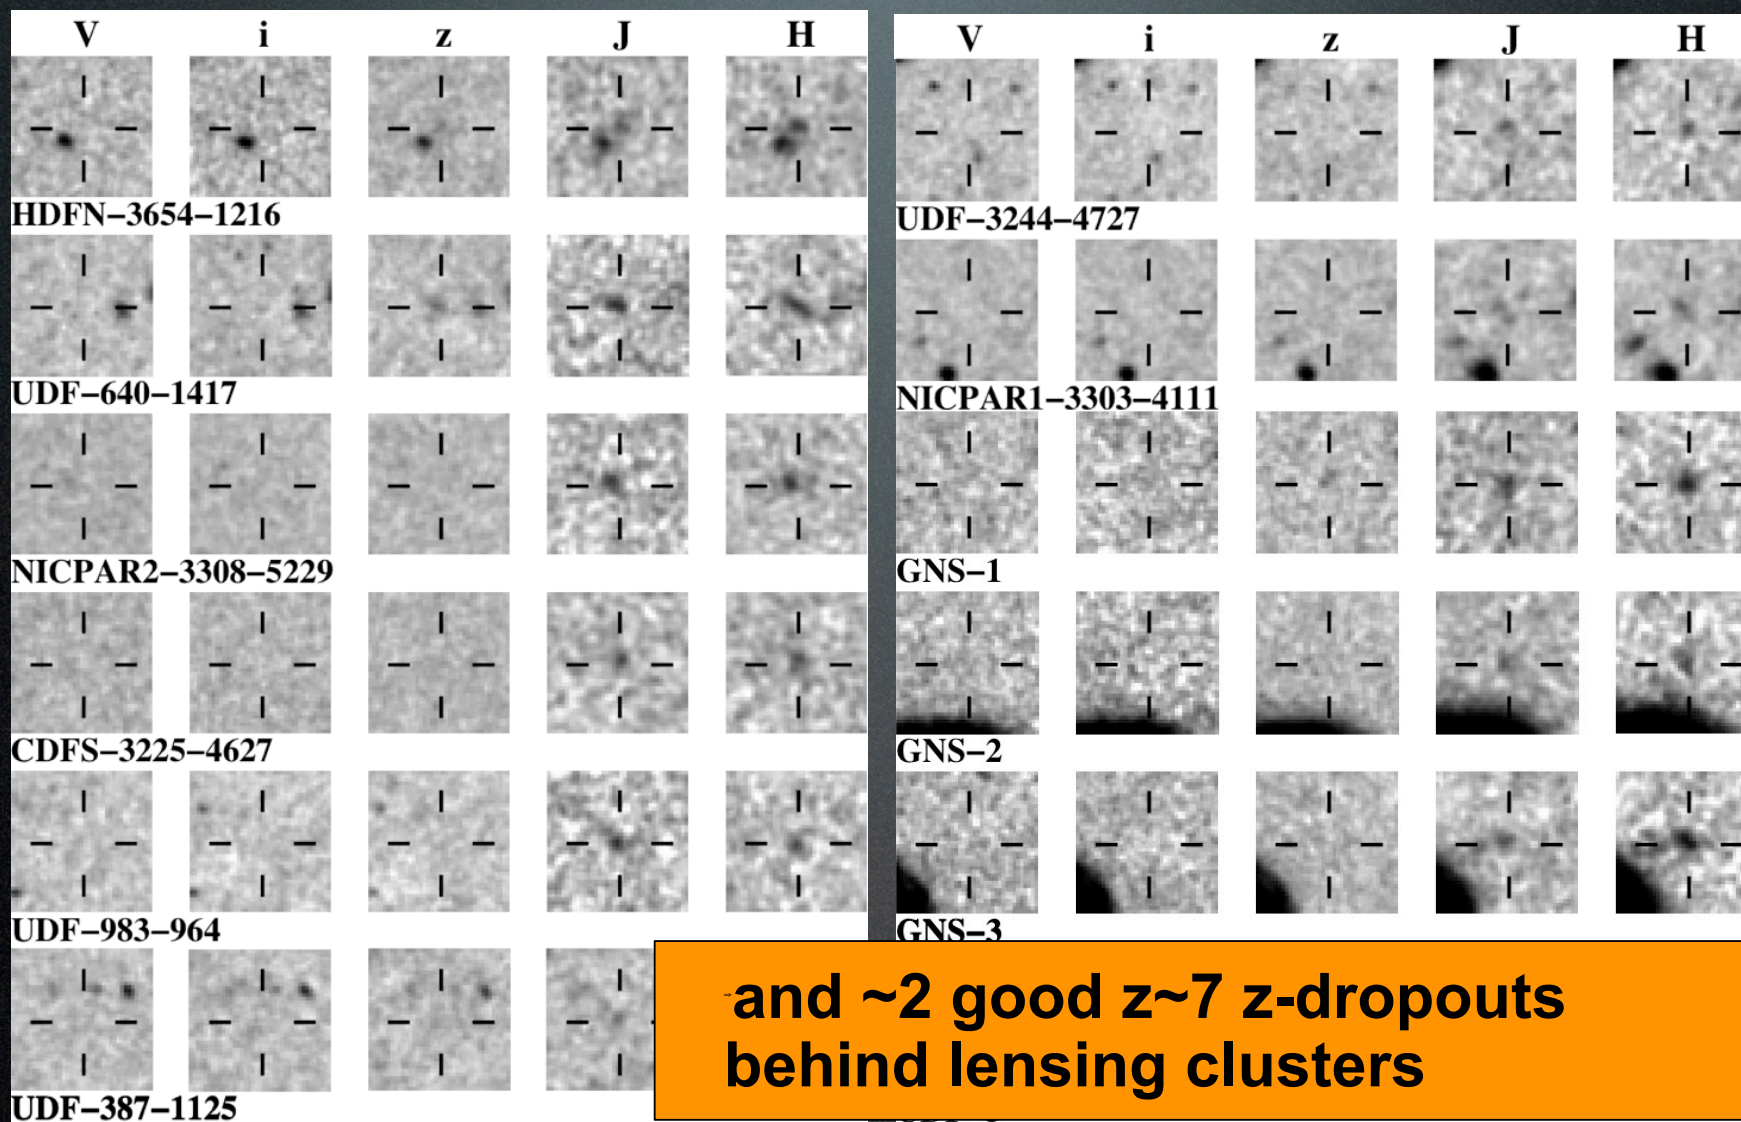 V i z J H
HDFN−3654−1216
UDF−640−1417
NICPAR2−3308−5229
CDFS−3225−4627
UDF−983−964
UDF−387−1125
V i z J H
UDF−3244−4727
NICPAR1−3303−4111
GNS−1
GNS−2
GNS−3
and ~2 good z~7 z-dropouts
behind lensing clusters